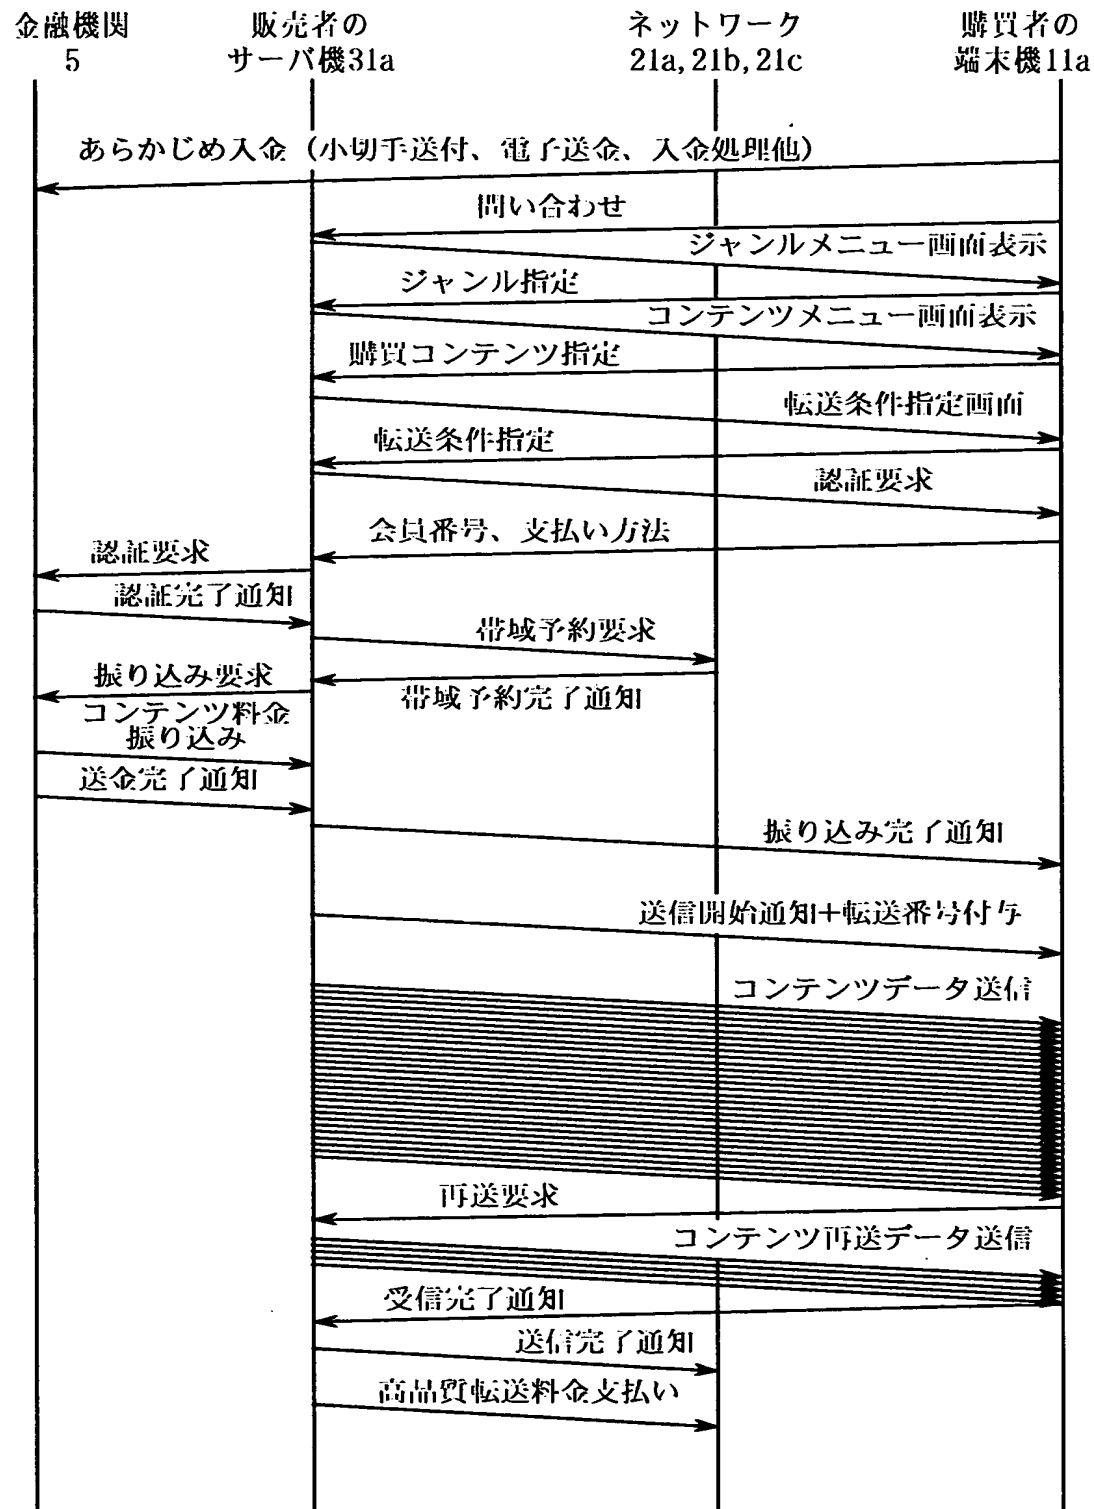 金融機関
5
販売者の
サーバ機31a
ネットワーク
21a,21b,21c
購買者の
端末機11a
あらかじめ入金（小切手送付、電子送金、入金処理他）
問い合わせ
ジャンルメニュー画面表示
ジャンル指定
コンテンツメニュー画面表示
購買コンテンツ指定
転送条件指定画面
転送条件指定
認証要求
会員番号、支払い方法
認証要求
認証完了通知
帯域予約要求
振り込み要求
帯域予約完了通知
コンテンツ料金
振り込み
送金完了通知
振り込み完了通知
送信開始通知+転送番号付与
コンテンツデータ送信
再送要求
コンテンツ再送データ送信
受信完了通知
送信完了通知
高品質転送料金支払い